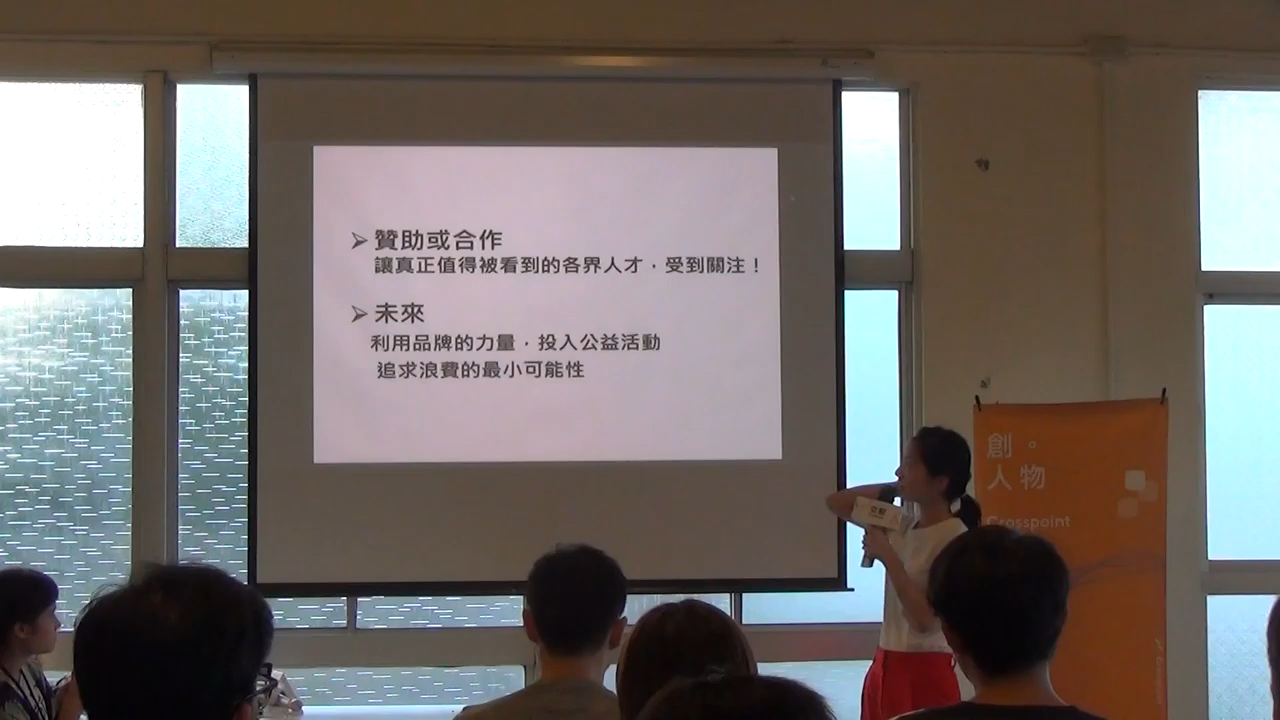 ➢ 贊助或合作
讓真正值得被看到的各界人才，受到關注！
➢ 未來
利用品牌的力量，投入公益活動
追求浪費的最小可能性
創。
人物
Crosspoint